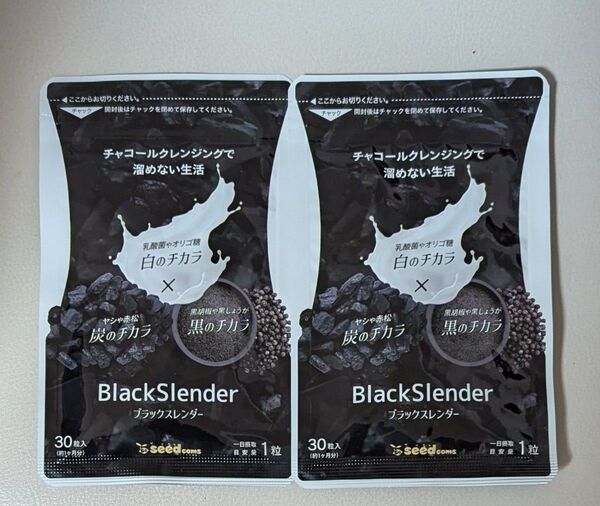 ◀ここからお切りください。
チャック 開封後はチャックを閉めて保存してください。
チャコールクレンジングで
溜めない生活
乳酸菌やオリゴ糖
白のチカラ
×
ヤシや赤松
炭のチカラ
黒胡椒や黒しょうが
黒のチカラ
BlackSlender
ブラックスレンダー
30粒入
(約1ヶ月分)
seedcoms
一日摂取
目安量
1粒
◀ここからお切りください。
チャック 開封後はチャックを閉めて保存してください。
チャコールクレンジングで
溜めない生活
乳酸菌やオリゴ糖
白のチカラ
×
ヤシや赤松
炭のチカラ
黒胡椒や黒しょうが
黒のチカラ
BlackSlender
ブラックスレンダー
30粒入
(約1ヶ月分)
seedcoms
一日摂取
目安量
1粒